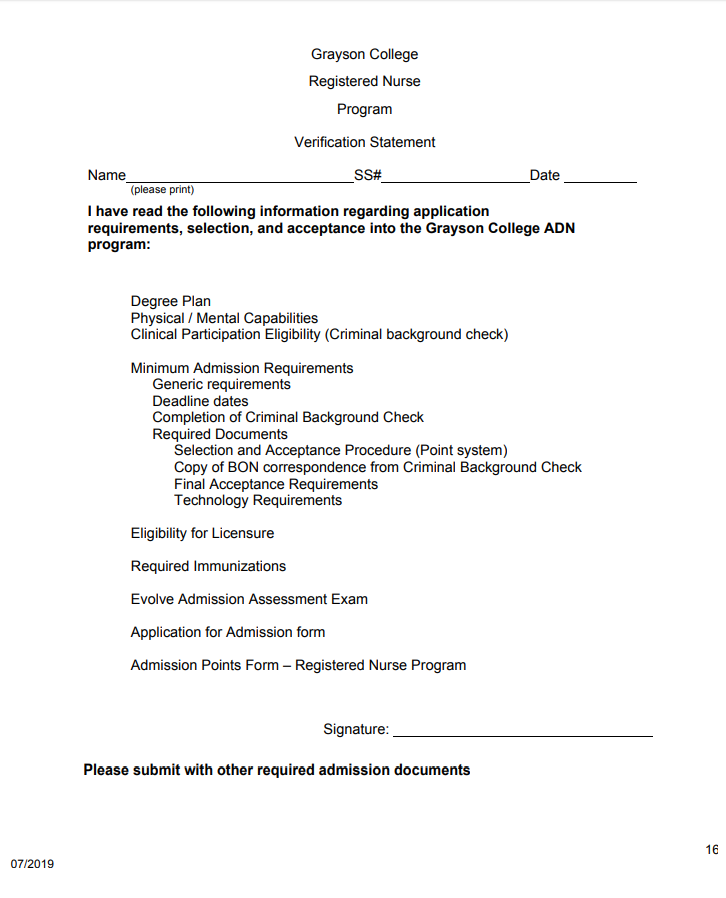 Grayson College
Registered Nurse
Program
Verification Statement
Name SS# Date
(please print)
I have read the following information regarding application
requirements, selection, and acceptance into the Grayson College ADN
program:
Degree Plan
Physical / Mental Capabilities
Clinical Participation Eligibility (Criminal background check)
Minimum Admission Requirements
Generic requirements
Deadline dates
Completion of Criminal Background Check
Required Documents
Selection and Acceptance Procedure (Point system)
Copy of BON correspondence from Criminal Background Check
Final Acceptance Requirements
Technology Requirements
Eligibility for Licensure
Required Immunizations
Evolve Admission Assessment Exam
Application for Admission form
Admission Points Form – Registered Nurse Program
Signature:
Please submit with other required admission documents
16
07/2019